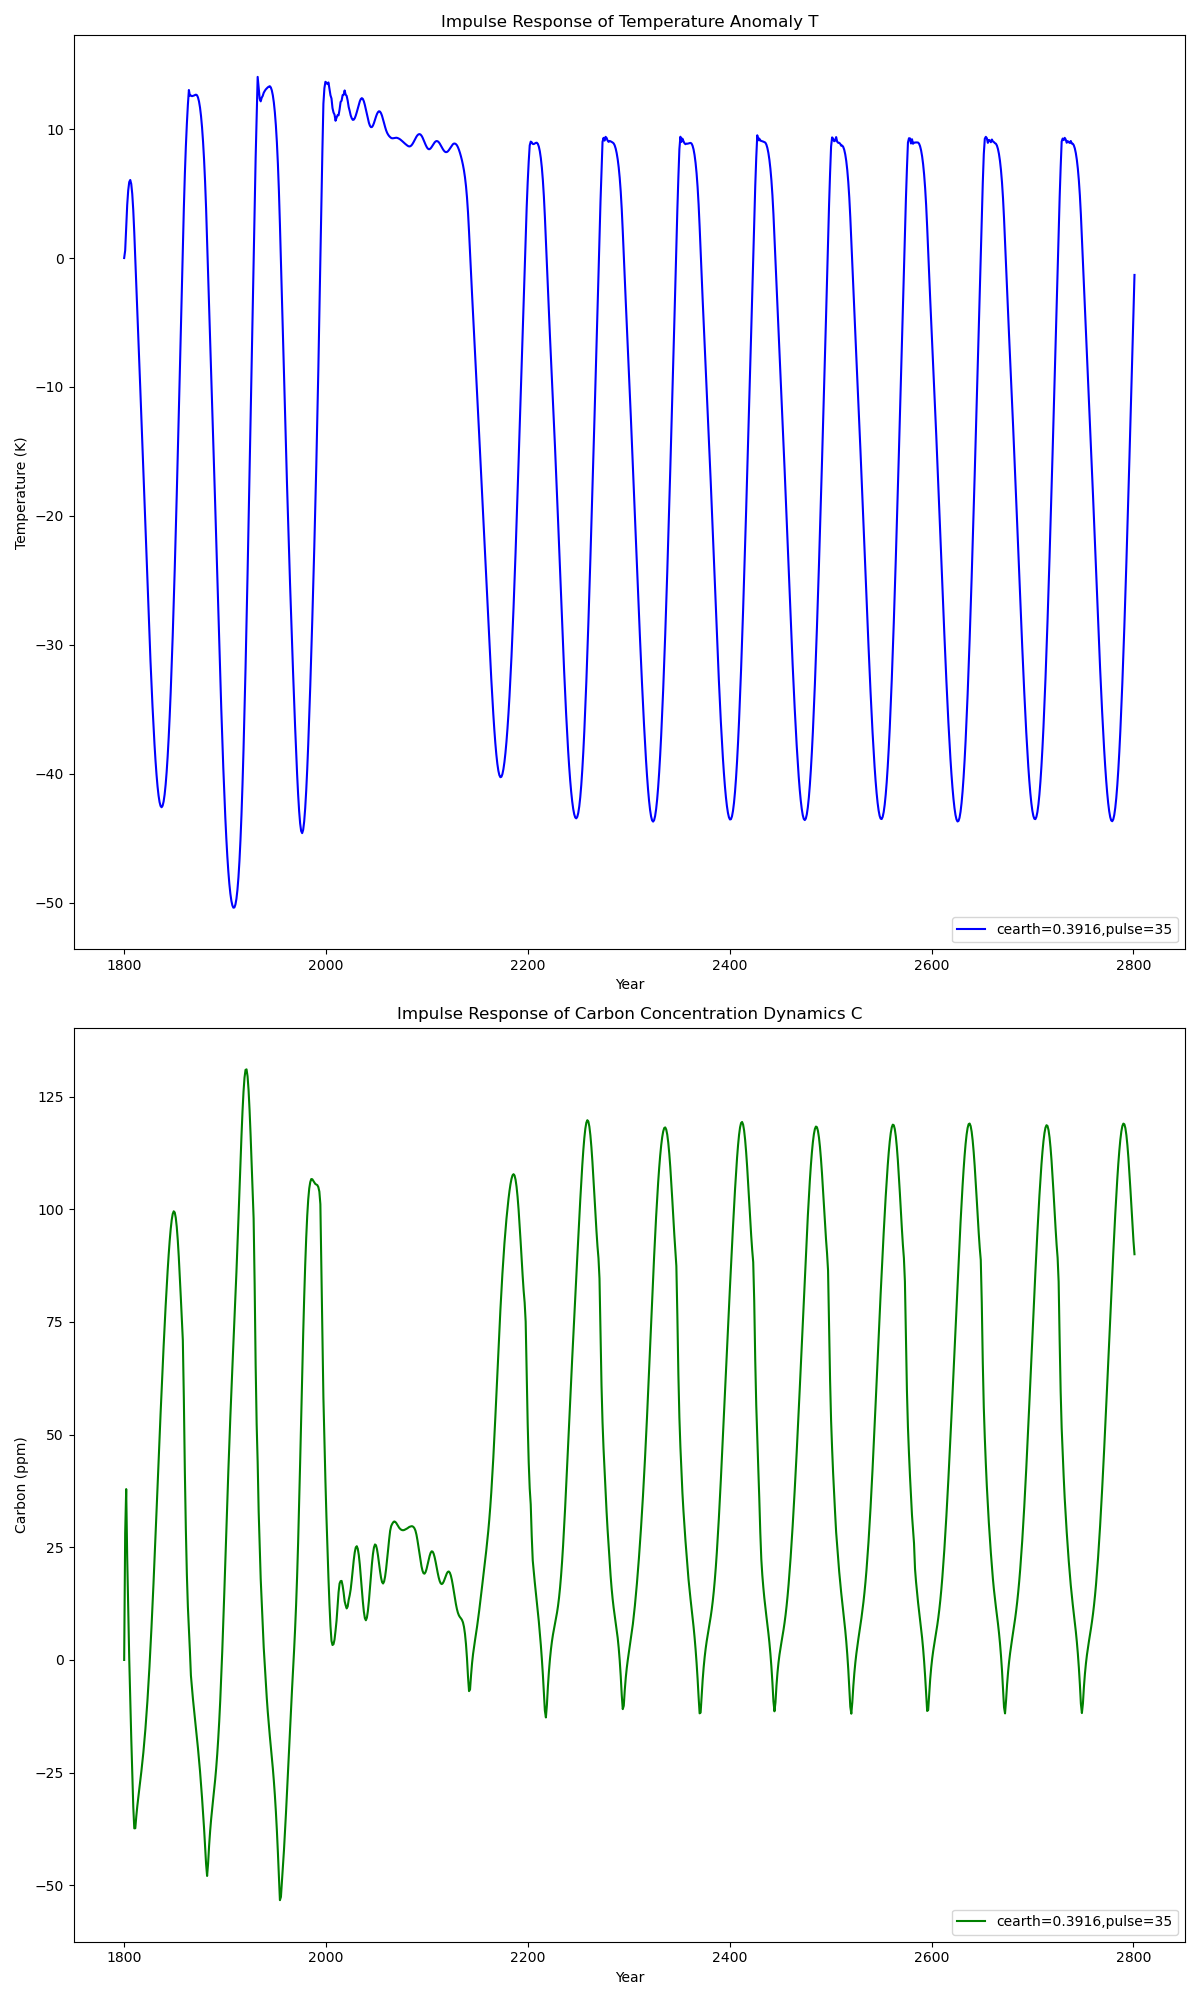 Impulse Response of Temperature Anomaly T
Temperature (K)
10
0
−10
−20
−30
−40
−50
cearth=0.3916,pulse=35
1800 2000 2200 2400 2600 2800
Year
Impulse Response of Carbon Concentration Dynamics C
Carbon (ppm)
125
100
75
50
25
0
−25
−50
cearth=0.3916,pulse=35
1800 2000 2200 2400 2600 2800
Year